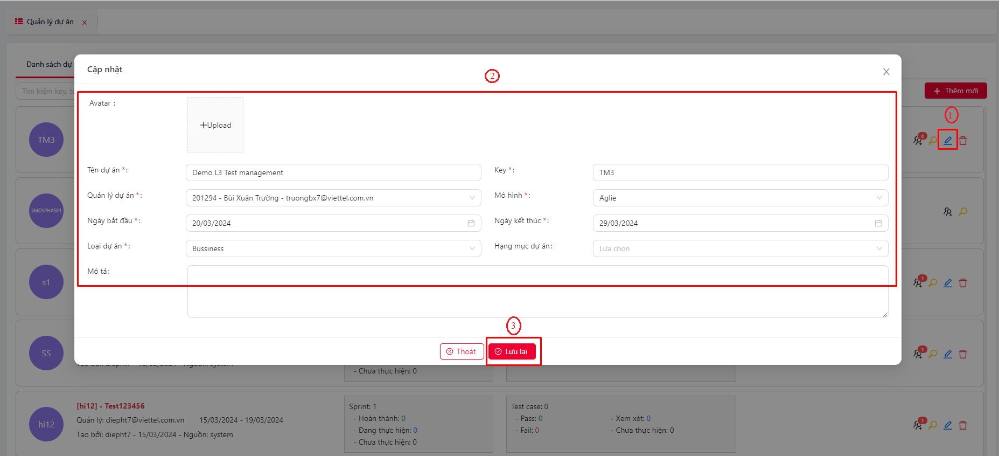 Quản lý dự án
Danh sách dự
Cập nhật
2
Tìm kiếm key, tê
Thêm mới
1
Avatar :
+Upload
TM3
4
Tên dự án *:
Demo L3 Test management
Key *:
TM3
Quản lý dự án *:
201294 - Bùi Xuân Trường - truongbx7@viettel.com.vn
Mô hình *:
Aglie
SMOSPHASE1
Ngày bắt đầu *:
20/03/2024
Ngày kết thúc *:
29/03/2024
Loại dự án *:
Bussiness
Hạng mục dự án:
Lựa chọn
Mô tả:
s1
1
3
Thoát
Lưu lại
SS
1
Tạo bởi: diepht7 - 18/03/2024 - Nguồn: system
- Chưa thực hiện: 0
hi12
[hi12] - Test123456
Quản lý: diepht7@viettel.com.vn 15/03/2024 - 19/03/2024
Tạo bởi: diepht7 - 15/03/2024 - Nguồn: system
Sprint: 1
- Hoàn thành: 0
- Đang thực hiện: 0
- Chưa thực hiện: 0
Test case: 0
- Pass: 0
- Xem xét: 0
- Fail: 0
- Chưa thực hiện: 0
1